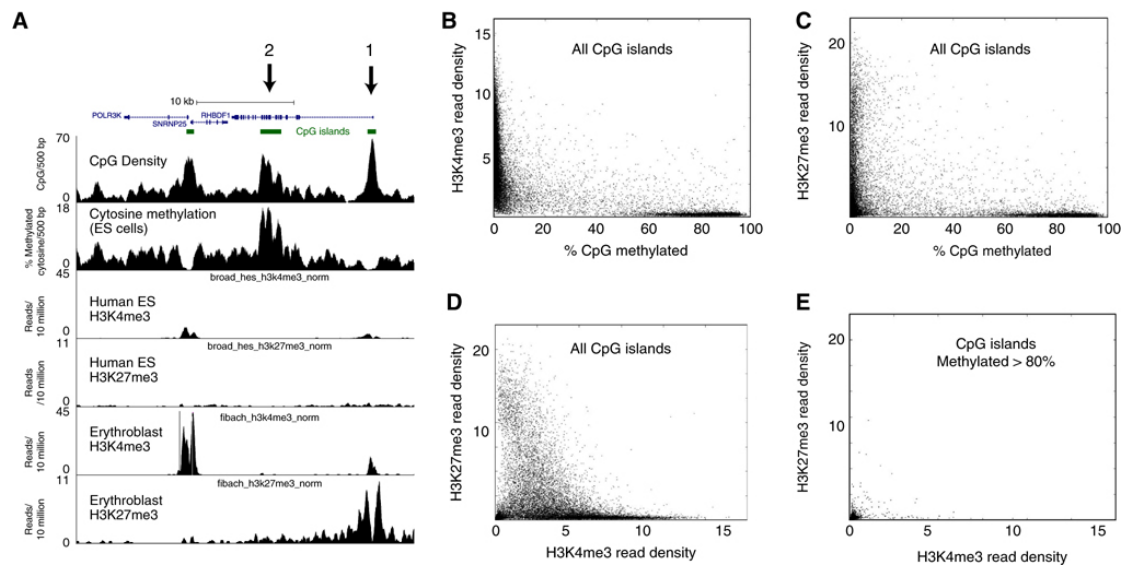 A
2
1
10 kb
POLR3K
SNRNP25
RHBDF1
CpG islands
70
CpG Density
CpG/500 bp
0
18
Cytosine methylation
(ES cells)
% Methylated
cytosine/500 bp
0
broad_hes_h3k4me3_norm
45
Human ES
H3K4me3
Reads/
10 million
0
broad_hes_h3k27me3_norm
11
Human ES
H3K27me3
Reads
/10 million
0
fibach_h3k4me3_norm
45
Erythroblast
H3K4me3
Reads/
10 million
0
fibach_h3k27me3_norm
11
Erythroblast
H3K27me3
Reads/
10 million
0
B
All CpG islands
H3K4me3 read density
15
10
5
0 20 40 60 80 100
% CpG methylated
C
All CpG islands
H3K27me3 read density
20
10
0 20 40 60 80 100
% CpG methylated
D
All CpG islands
H3K27me3 read density
20
10
0 5 10 15
H3K4me3 read density
E
CpG islands
Methylated > 80%
H3K27me3 read density
20
10
0 5 10 15
H3K4me3 read density